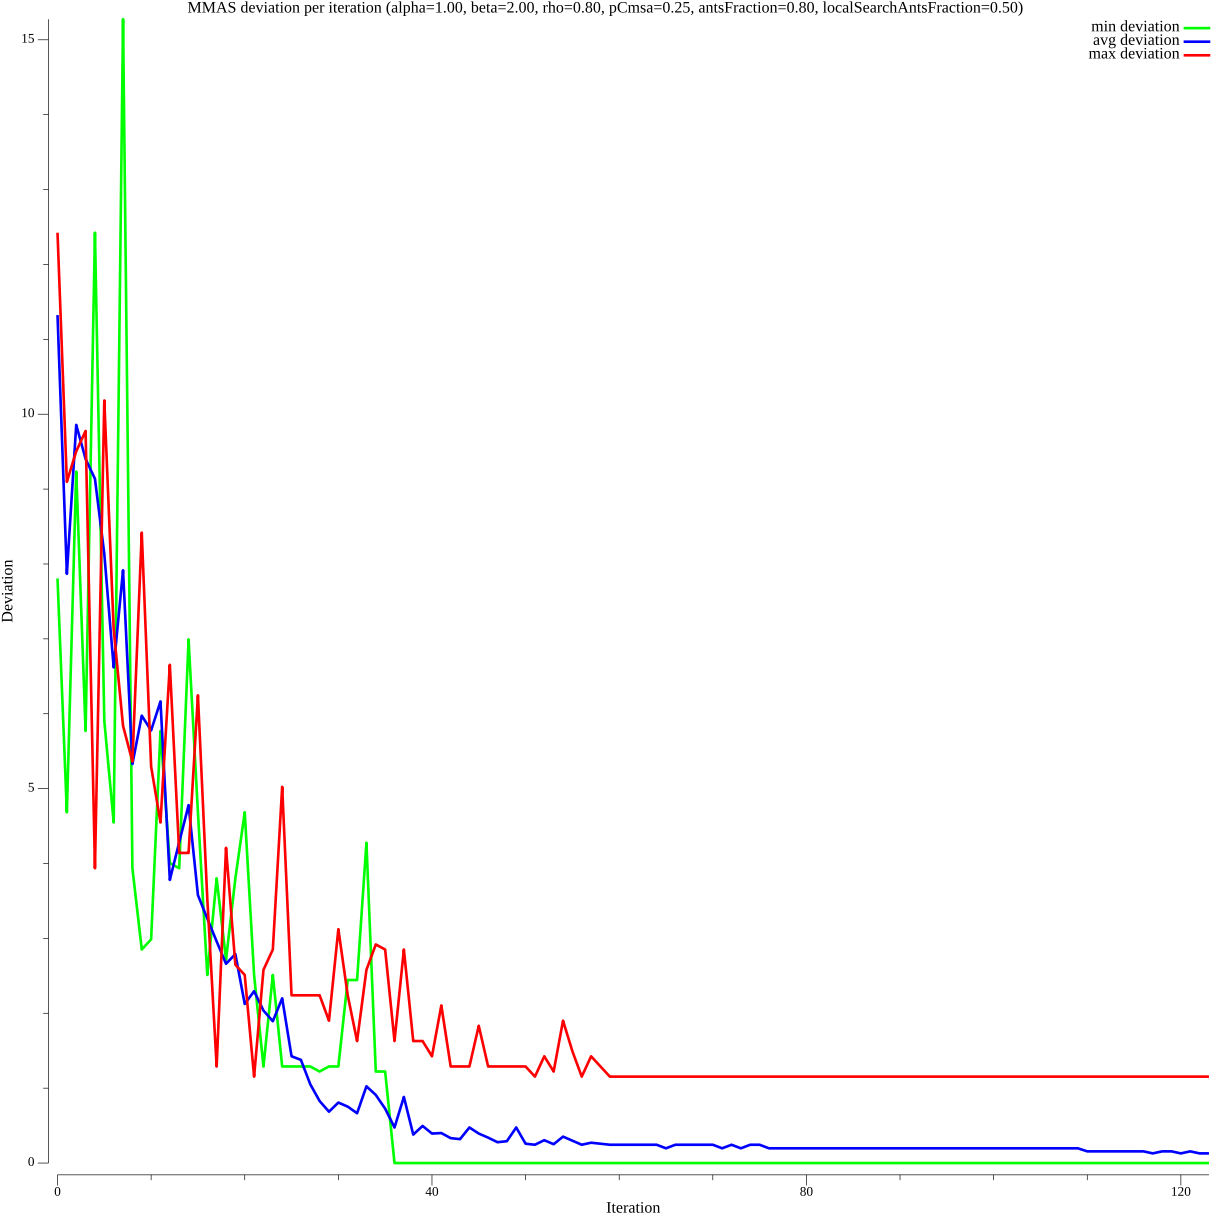 MMAS deviation per iteration (alpha=1.00, beta=2.00, rho=0.80, pCmsa=0.25, antsFraction=0.80, localSearchAntsFraction=0.50)
min deviation
avg deviation
max deviation
15
10
5
0
Deviation
0 40 80 120
Iteration